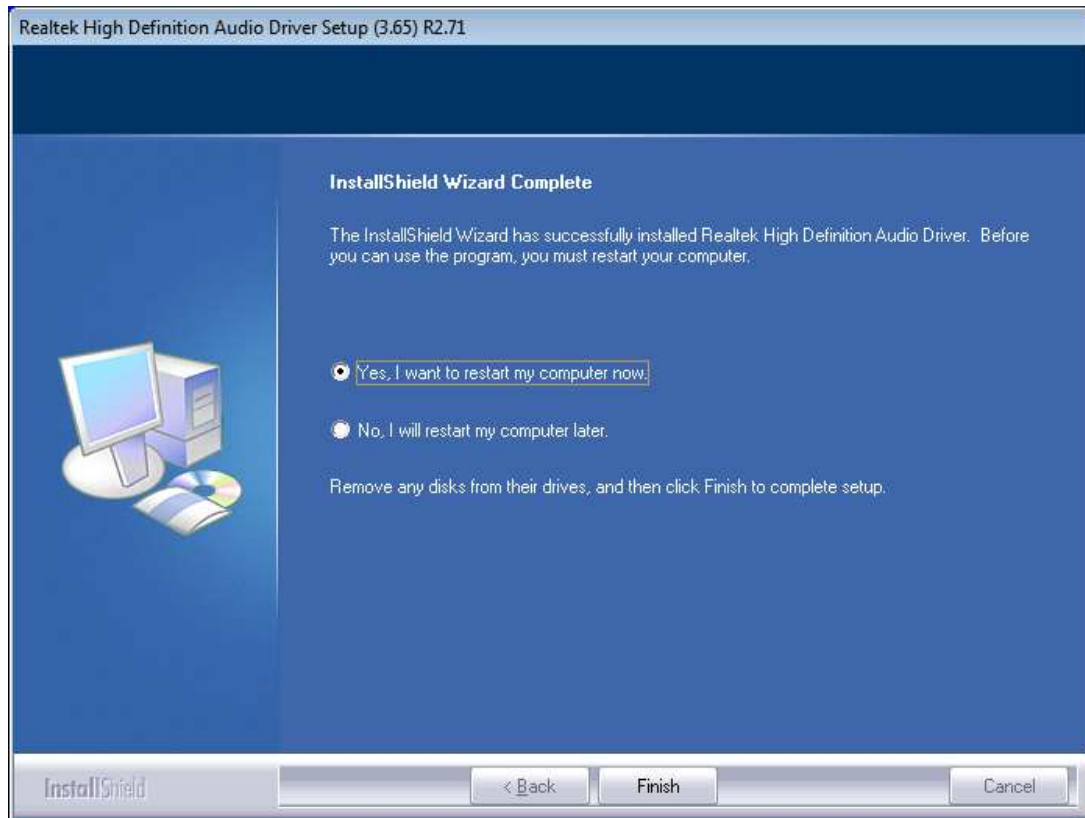 Realtek High Definition Audio Driver Setup (3.65) R2.71
InstallShield Wizard Complete
The InstallShield Wizard has successfully installed Realtek High Definition Audio Driver. Before
you can use the program, you must restart your computer.
Yes, I want to restart my computer now.
No, I will restart my computer later.
Remove any disks from their drives, and then click Finish to complete setup.
InstallShield
< Back
Finish
Cancel